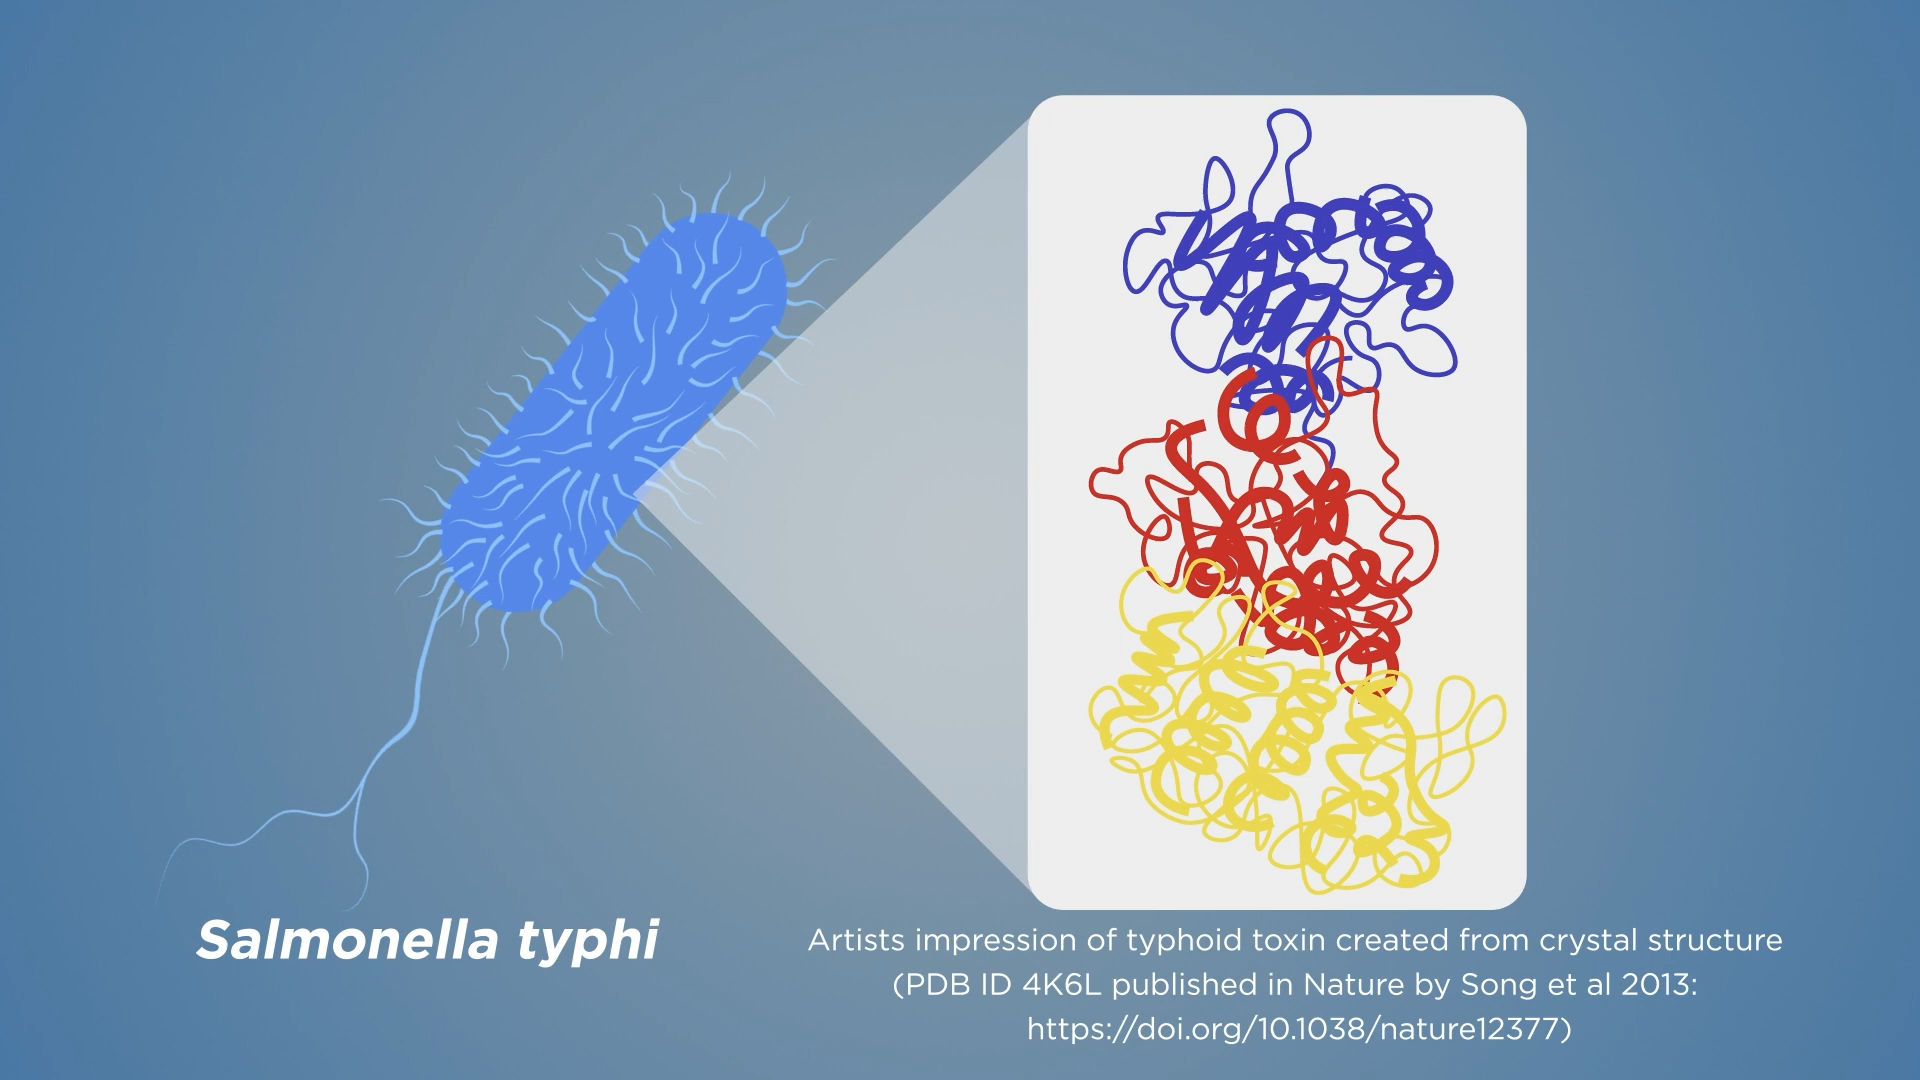 Salmonella typhi
Artists impression of typhoid toxin created from crystal structure
(PDB ID 4K6L published in Nature by Song et al 2013:
https://doi.org/10.1038/nature12377)